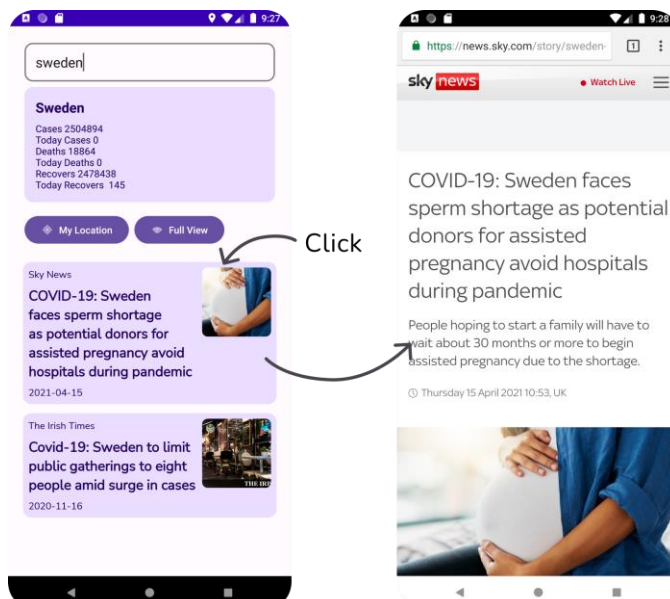 9:27
sweden
Sweden
Cases 2504894
Today Cases 0
Deaths 18864
Today Deaths 0
Recovers 2478438
Today Recovers 145
My Location
Full View
Click
Sky News
COVID-19: Sweden
faces sperm shortage
as potential donors for
assisted pregnancy avoid
hospitals during pandemic
2021-04-15
The Irish Times
Covid-19: Sweden to limit
public gatherings to eight
people amid surge in cases
THE IRI
2020-11-16
9:28
https://news.sky.com/story/sweden-
1
sky news
Watch Live
COVID-19: Sweden faces
sperm shortage as potential
donors for assisted
pregnancy avoid hospitals
during pandemic
People hoping to start a family will have to
wait about 30 months or more to begin
assisted pregnancy due to the shortage.
Thursday 15 April 2021 10:53, UK